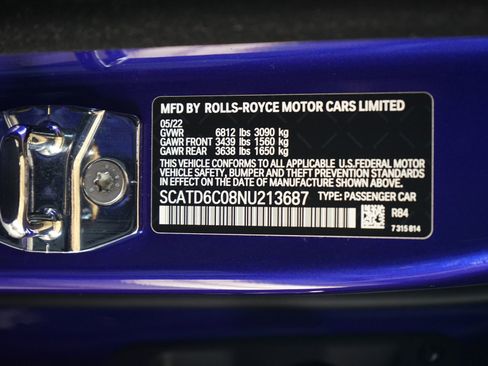 MFD BY ROLLS-ROYCE MOTOR CARS LIMITED
05/22
GVWR 6812 lbs 3090 kg
GAWR FRONT 3439 lbs 1560 kg
GAWR REAR 3638 lbs 1650 kg
THIS VEHICLE CONFORMS TO ALL APPLICABLE U.S.FEDERAL MOTOR
VEHICLE SAFETY, BUMPER AND THEFT PREVENTION STANDARDS
IN EFFECT ON THE DATE OF MANUFACTURE SHOWN ABOVE.
SCATD6C08NU213687 TYPE: PASSENGER CAR
R84
7 315 814